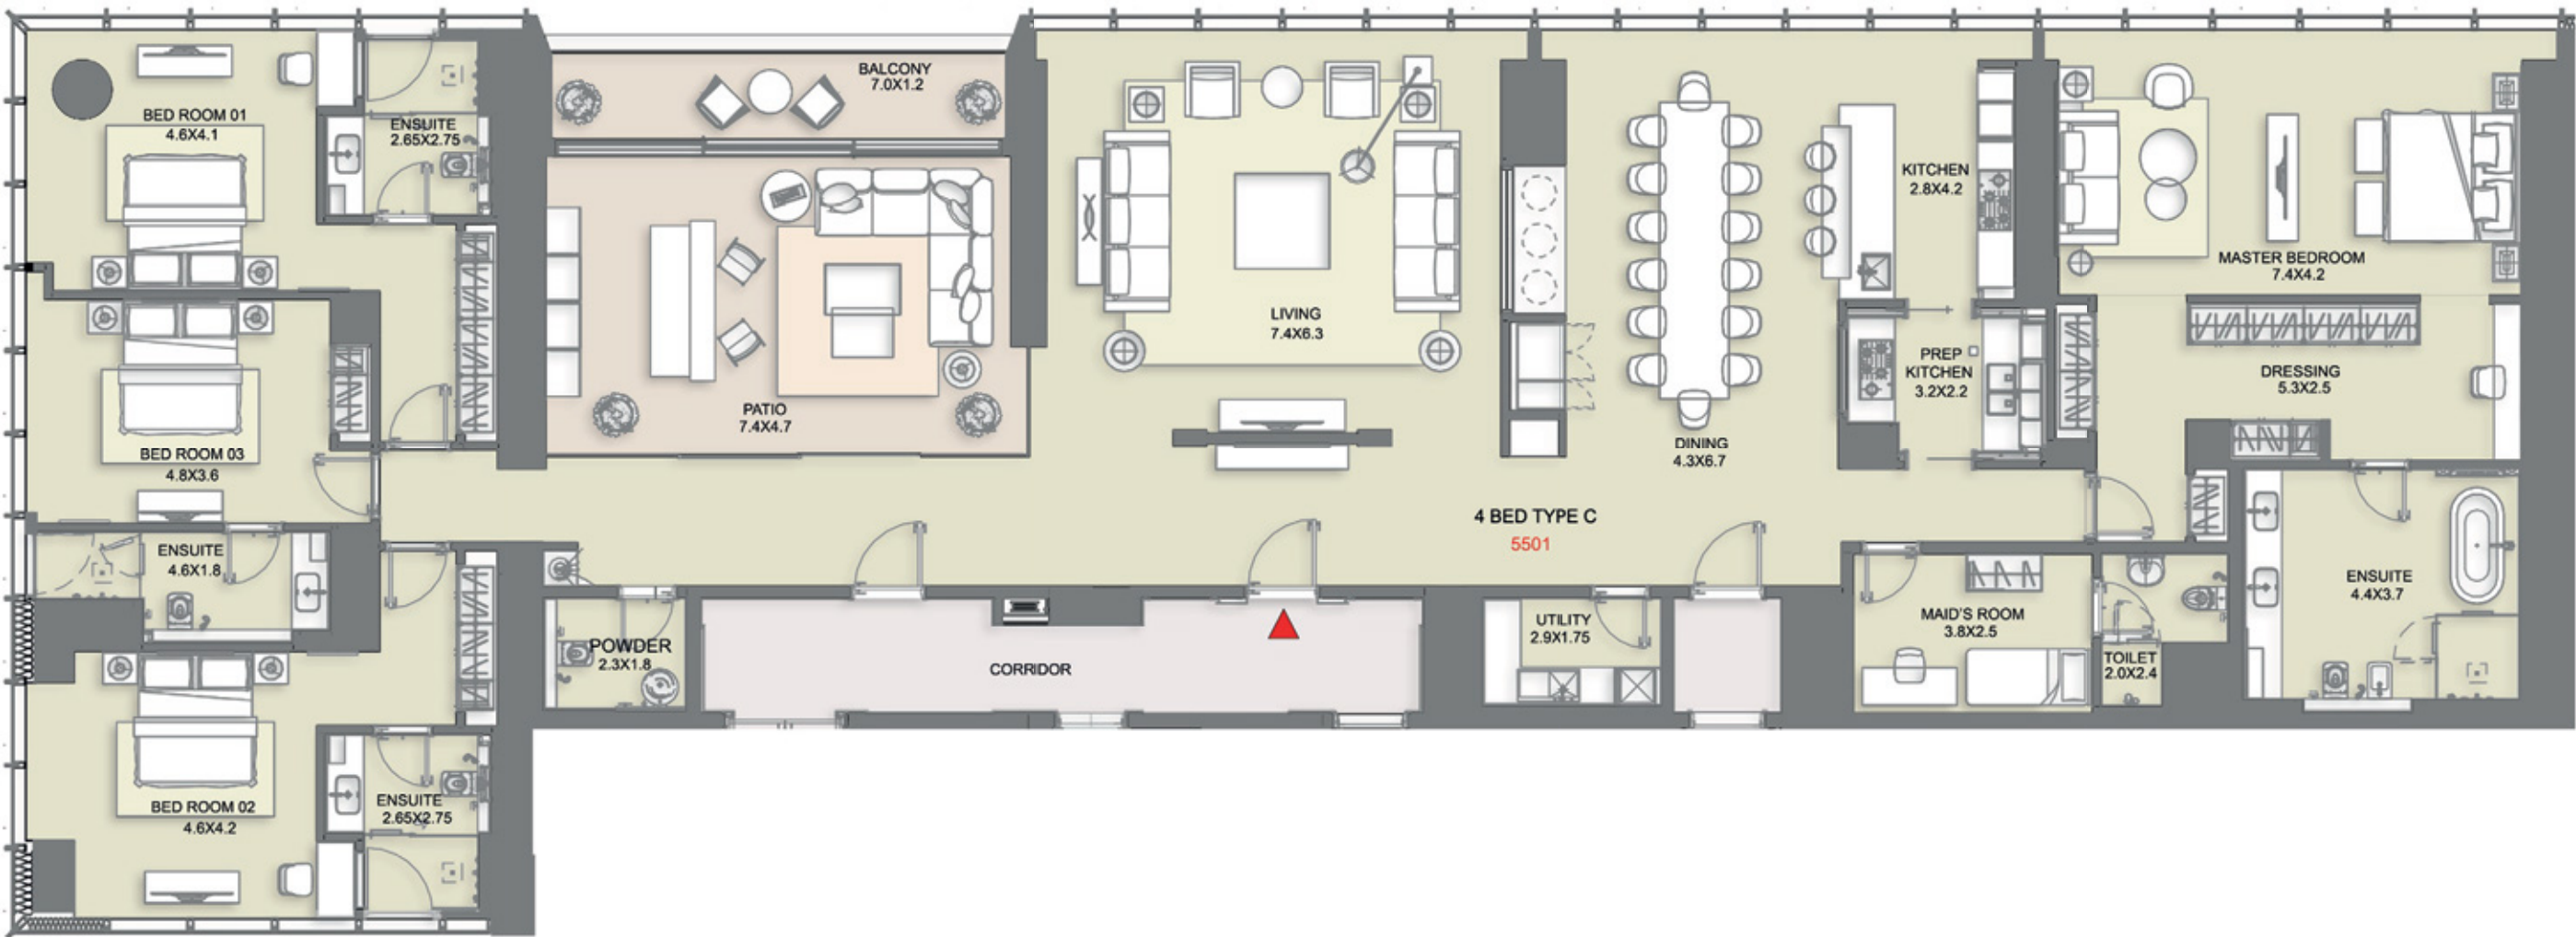 BED ROOM 01
4.6X4.1
ENSUITE
2.65X2.75
BALCONY
7.0X1.2
PATIO
7.4X4.7
LIVING
7.4X6.3
DINING
4.3X6.7
KITCHEN
2.8X4.2
PREP
KITCHEN
3.2X2.2
MASTER BEDROOM
7.4X4.2
DRESSING
5.3X2.5
BED ROOM 03
4.8X3.6
ENSUITE
4.6X1.8
4 BED TYPE C
5501
POWDER
2.3X1.8
CORRIDOR
UTILITY
2.9X1.75
MAID'S ROOM
3.8X2.5
TOILET
2.0X2.4
ENSUITE
4.4X3.7
BED ROOM 02
4.6X4.2
ENSUITE
2.65X2.75